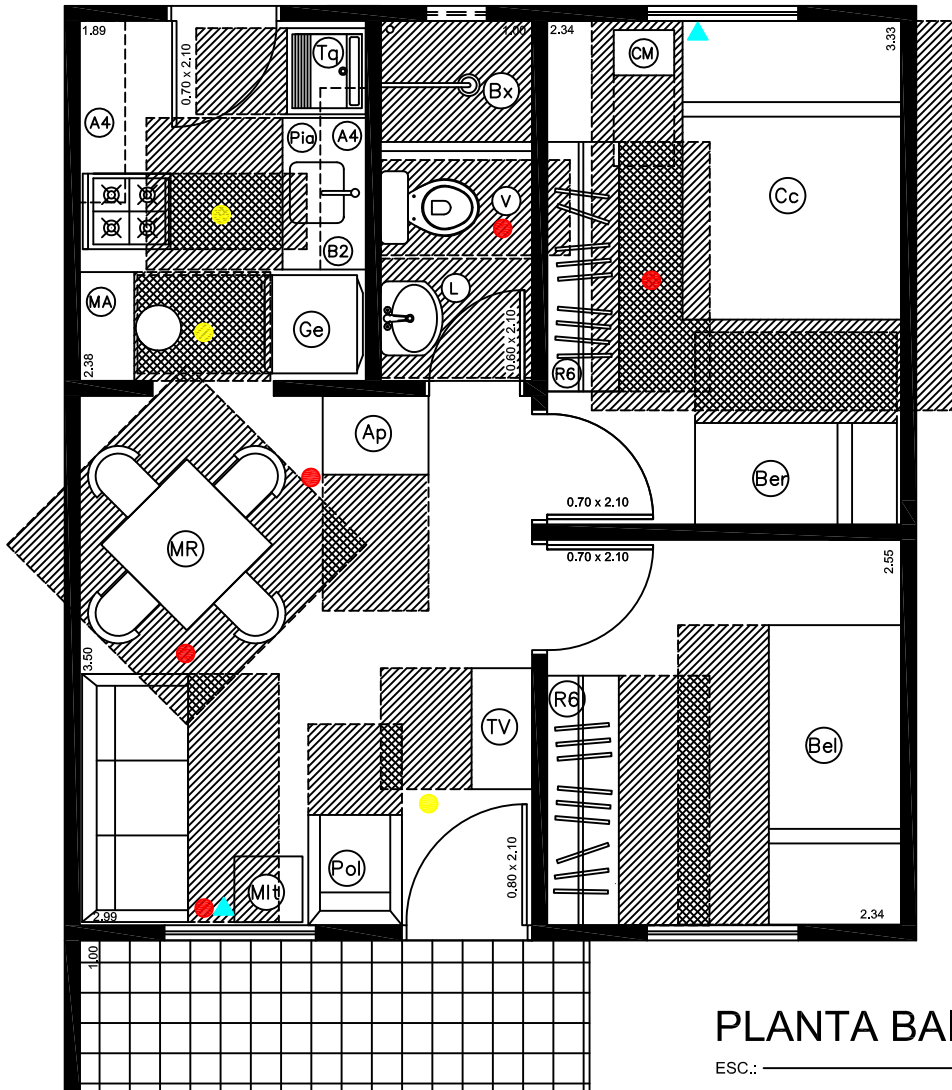 1.89
0.70 x 2.10
Tq
1.00
2.34
3.33
CM
A4
Pia
A4
Bx
Cc
V
B2
L
MA
Ge
0.60 x 2.10
2.38
R6
Ap
Ber
0.70 x 2.10
MR
0.70 x 2.10
2.55
3.50
R6
TV
Bel
0.80 x 2.10
Pol
Mlt
2.99
2.34
1.00
PLANTA BAI
ESC.: